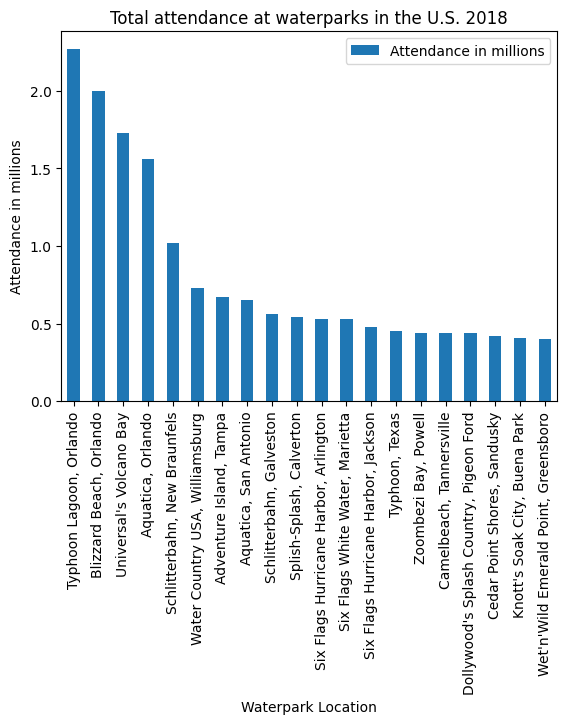 Total attendance at waterparks in the U.S. 2018
Attendance in millions
Attendance in millions
2.0
1.5
1.0
0.5
0.0
Typhoon Lagoon, Orlando
Blizzard Beach, Orlando
Universal's Volcano Bay
Aquatica, Orlando
Schlitterbahn, New Braunfels
Water Country USA, Williamsburg
Adventure Island, Tampa
Aquatica, San Antonio
Schlitterbahn, Galveston
Splish-Splash, Calverton
Six Flags Hurricane Harbor, Arlington
Six Flags White Water, Marietta
Six Flags Hurricane Harbor, Jackson
Typhoon, Texas
Zoombezi Bay, Powell
Camelbeach, Tannersville
Dollywood's Splash Country, Pigeon Ford
Cedar Point Shores, Sandusky
Knott's Soak City, Buena Park
Wet'n'Wild Emerald Point, Greensboro
Waterpark Location